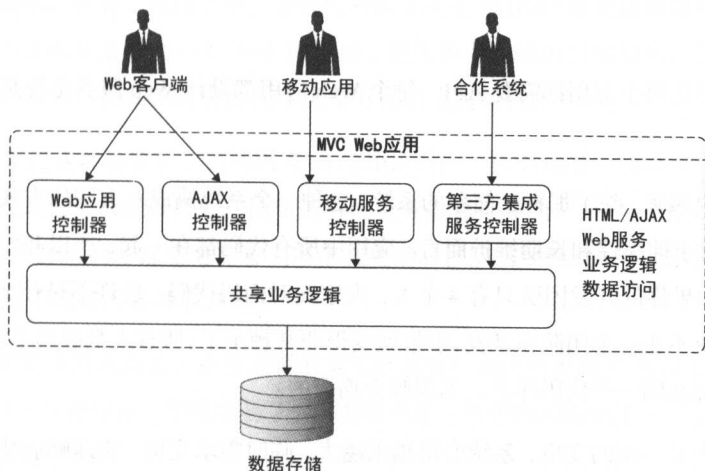 Web客户端
移动应用
合作系统
MVC Web应用
Web应用
控制器
AJAX
控制器
移动服务
控制器
第三方集成
服务控制器
HTML/AJAX
Web服务
业务逻辑
数据访问
共享业务逻辑
数据存储